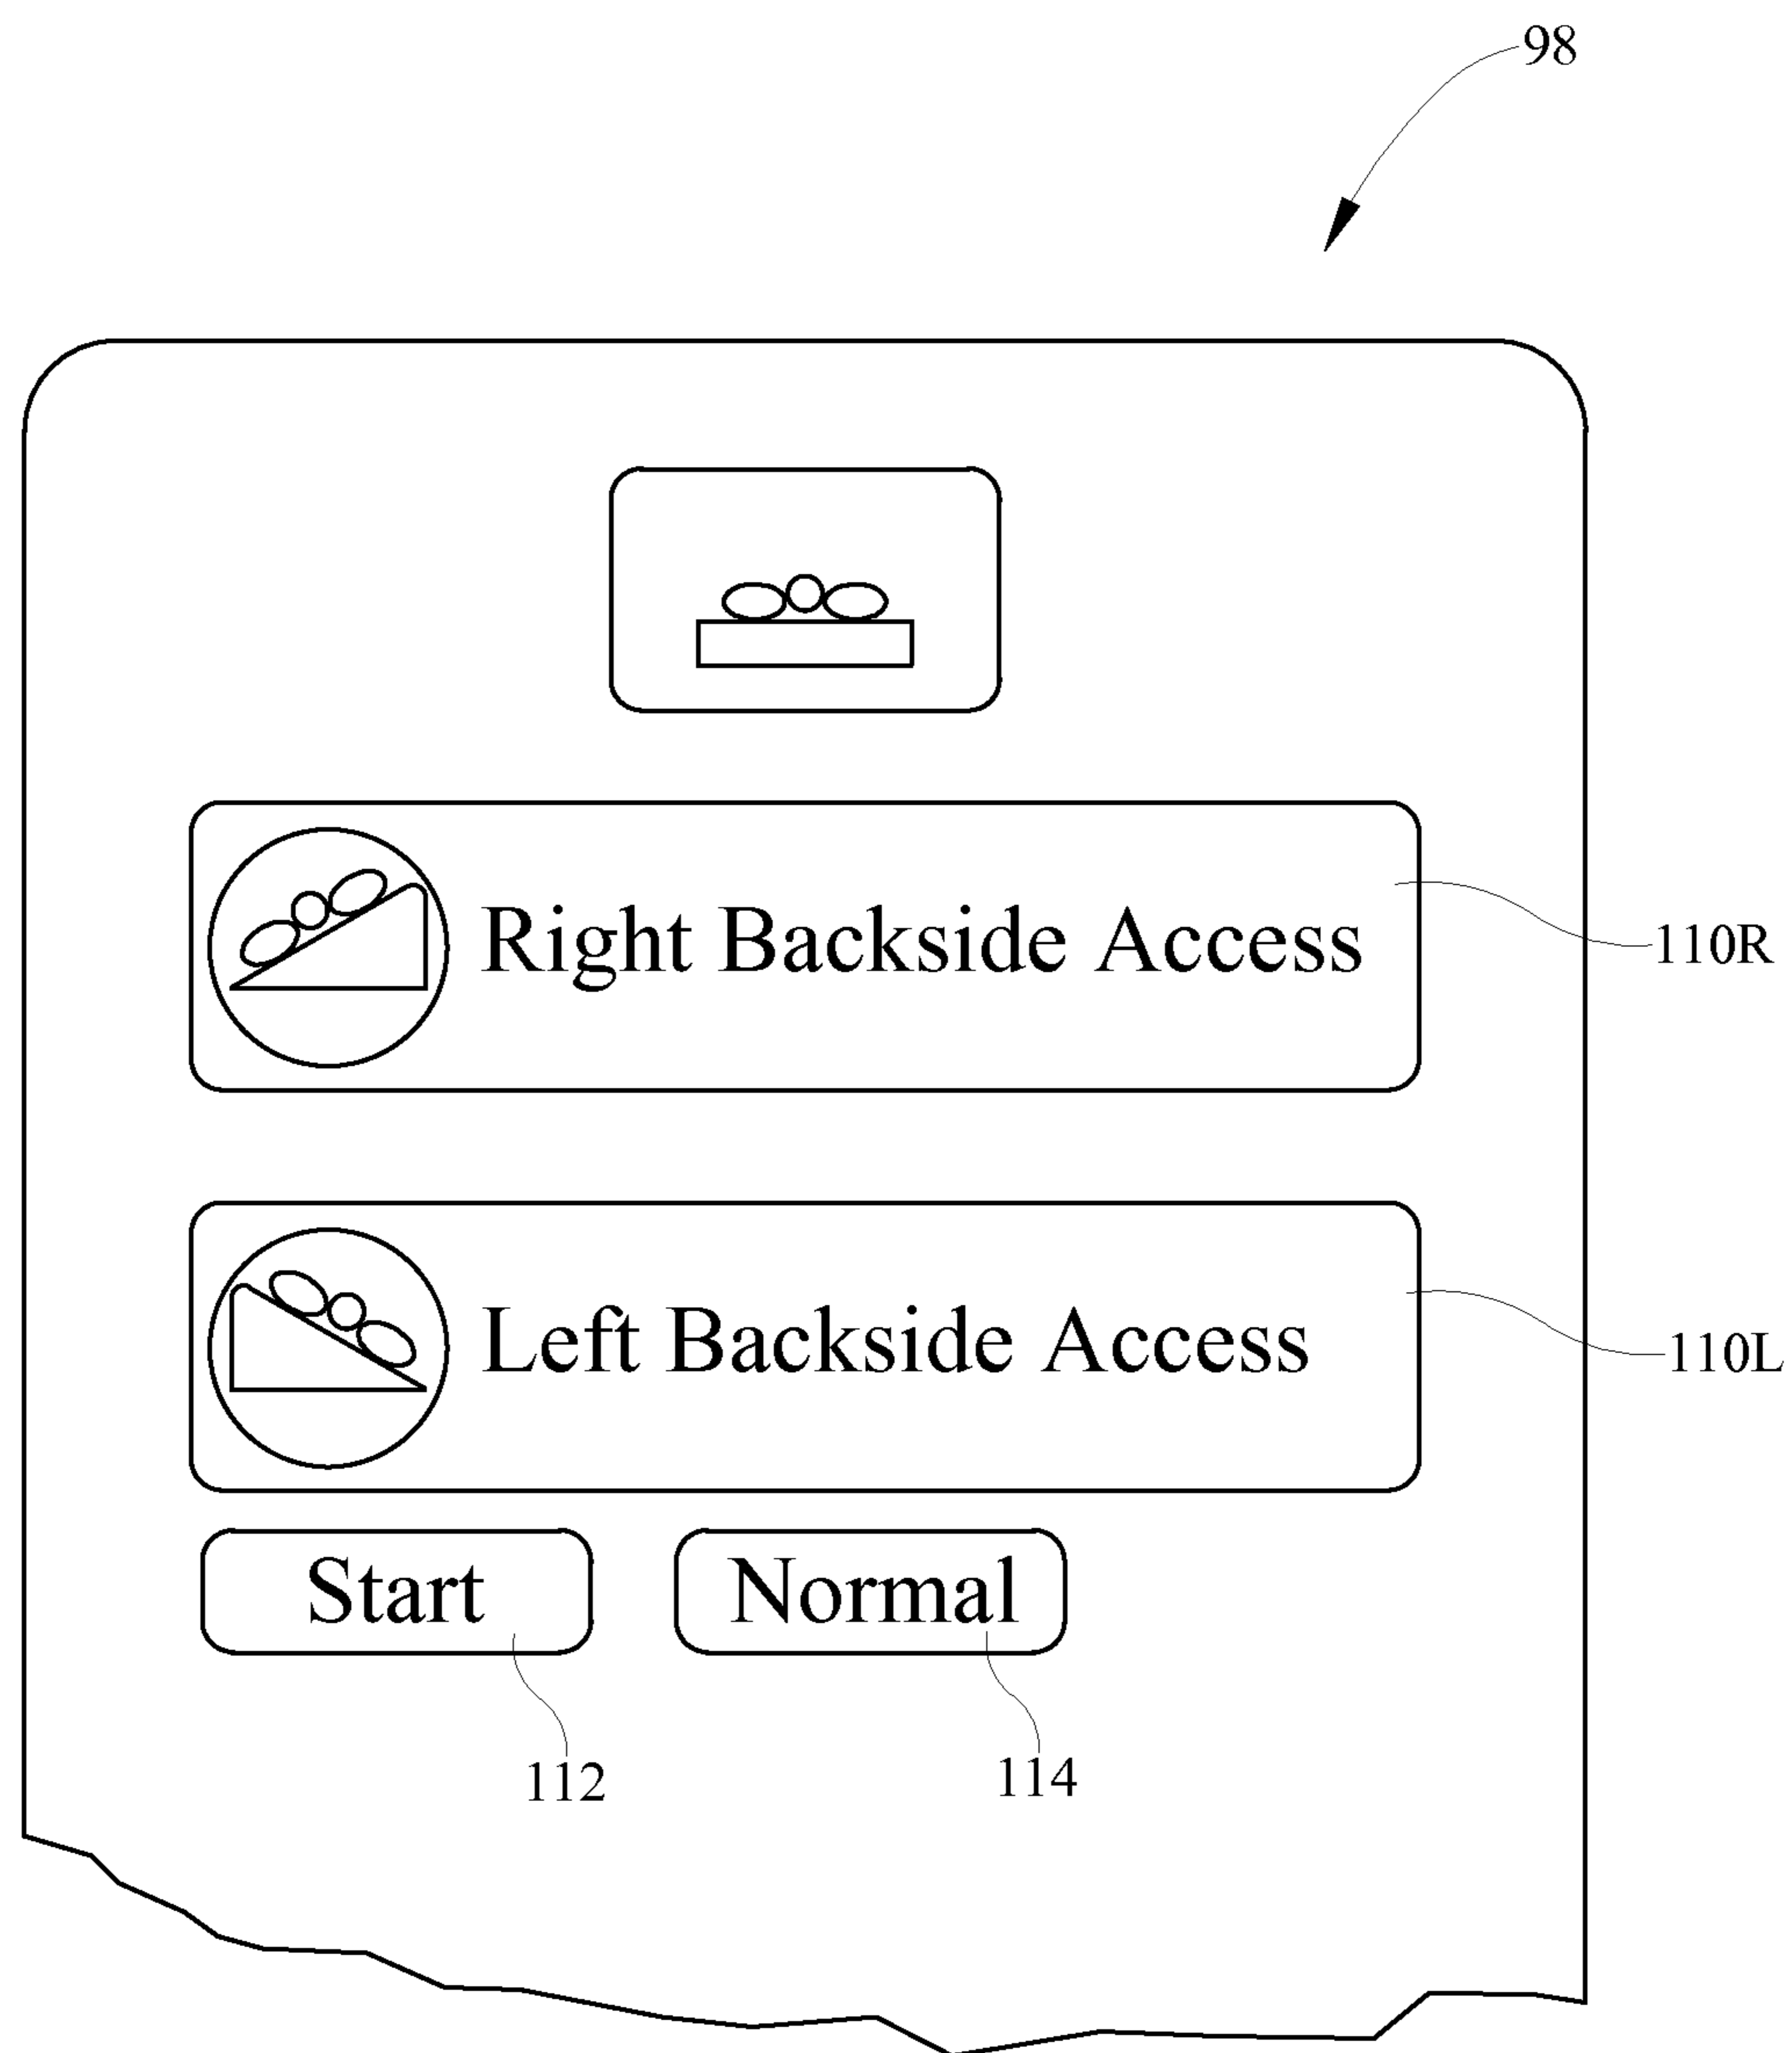 98
Right Backside Access
110R
Left Backside Access
110L
Start
Normal
112
114